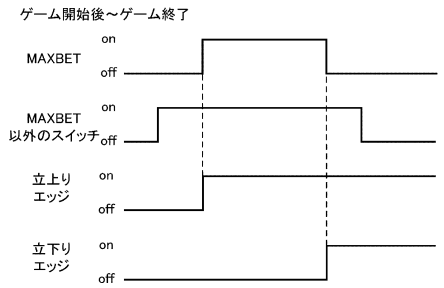 ゲーム開始後～ゲーム終了
on
MAXBET
off
on
MAXBET
以外のスイッチ
off
on
立上り
エッジ
off
on
立下り
エッジ
off